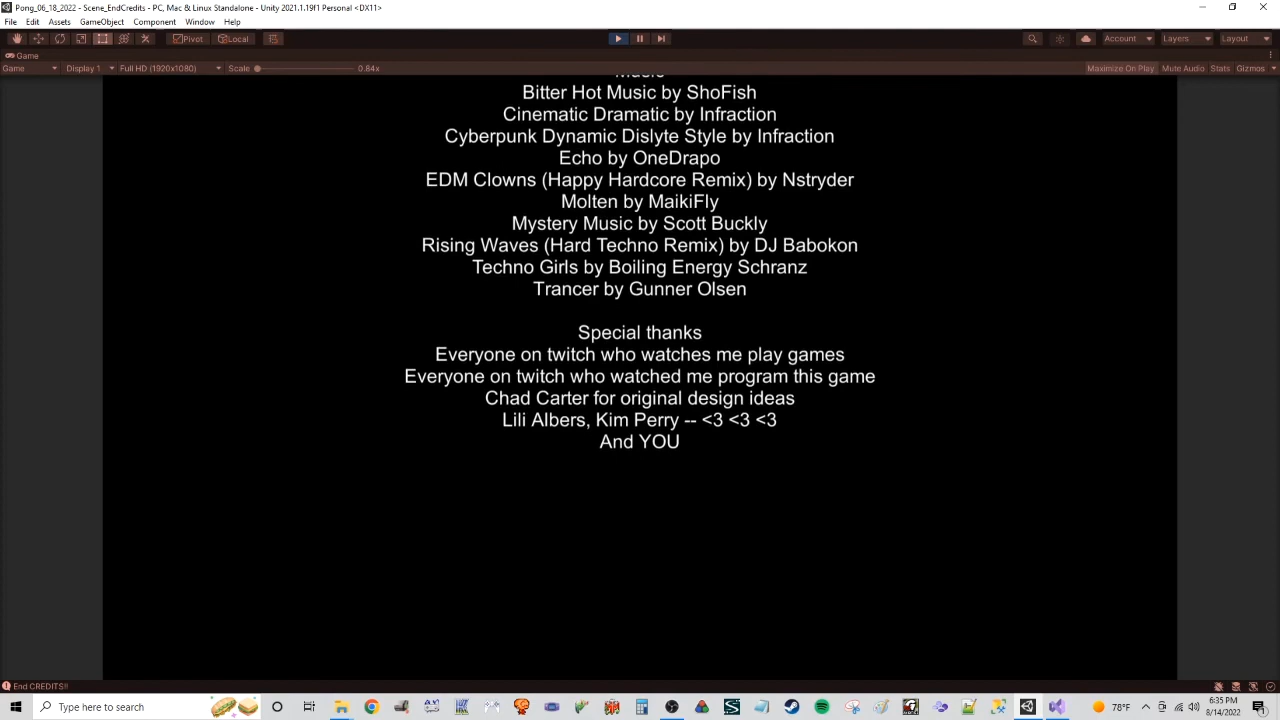 Pong_06_18_2022 - Scene_EndCredits - PC, Mac & Linux Standalone - Unity 2021.1.19f1 Personal <DX11>
File Edit Assets GameObject Component Window Help
Pivot Local Account Layers Layout
Game
Game Display 1 Full HD (1920x1080) Scale 0.84x Maximize On Play Mute Audio Stats Gizmos
Music
Bitter Hot Music by ShoFish
Cinematic Dramatic by Infraction
Cyberpunk Dynamic Dislyte Style by Infraction
Echo by OneDrapo
EDM Clowns (Happy Hardcore Remix) by Nstryder
Molten by MaikiFly
Mystery Music by Scott Buckly
Rising Waves (Hard Techno Remix) by DJ Babokon
Techno Girls by Boiling Energy Schranz
Trancer by Gunner Olsen
Special thanks
Everyone on twitch who watches me play games
Everyone on twitch who watched me program this game
Chad Carter for original design ideas
Lili Albers, Kim Perry -- <3 <3 <3
And YOU
End CREDITS!!
Type here to search
78°F
6:35 PM
8/14/2022